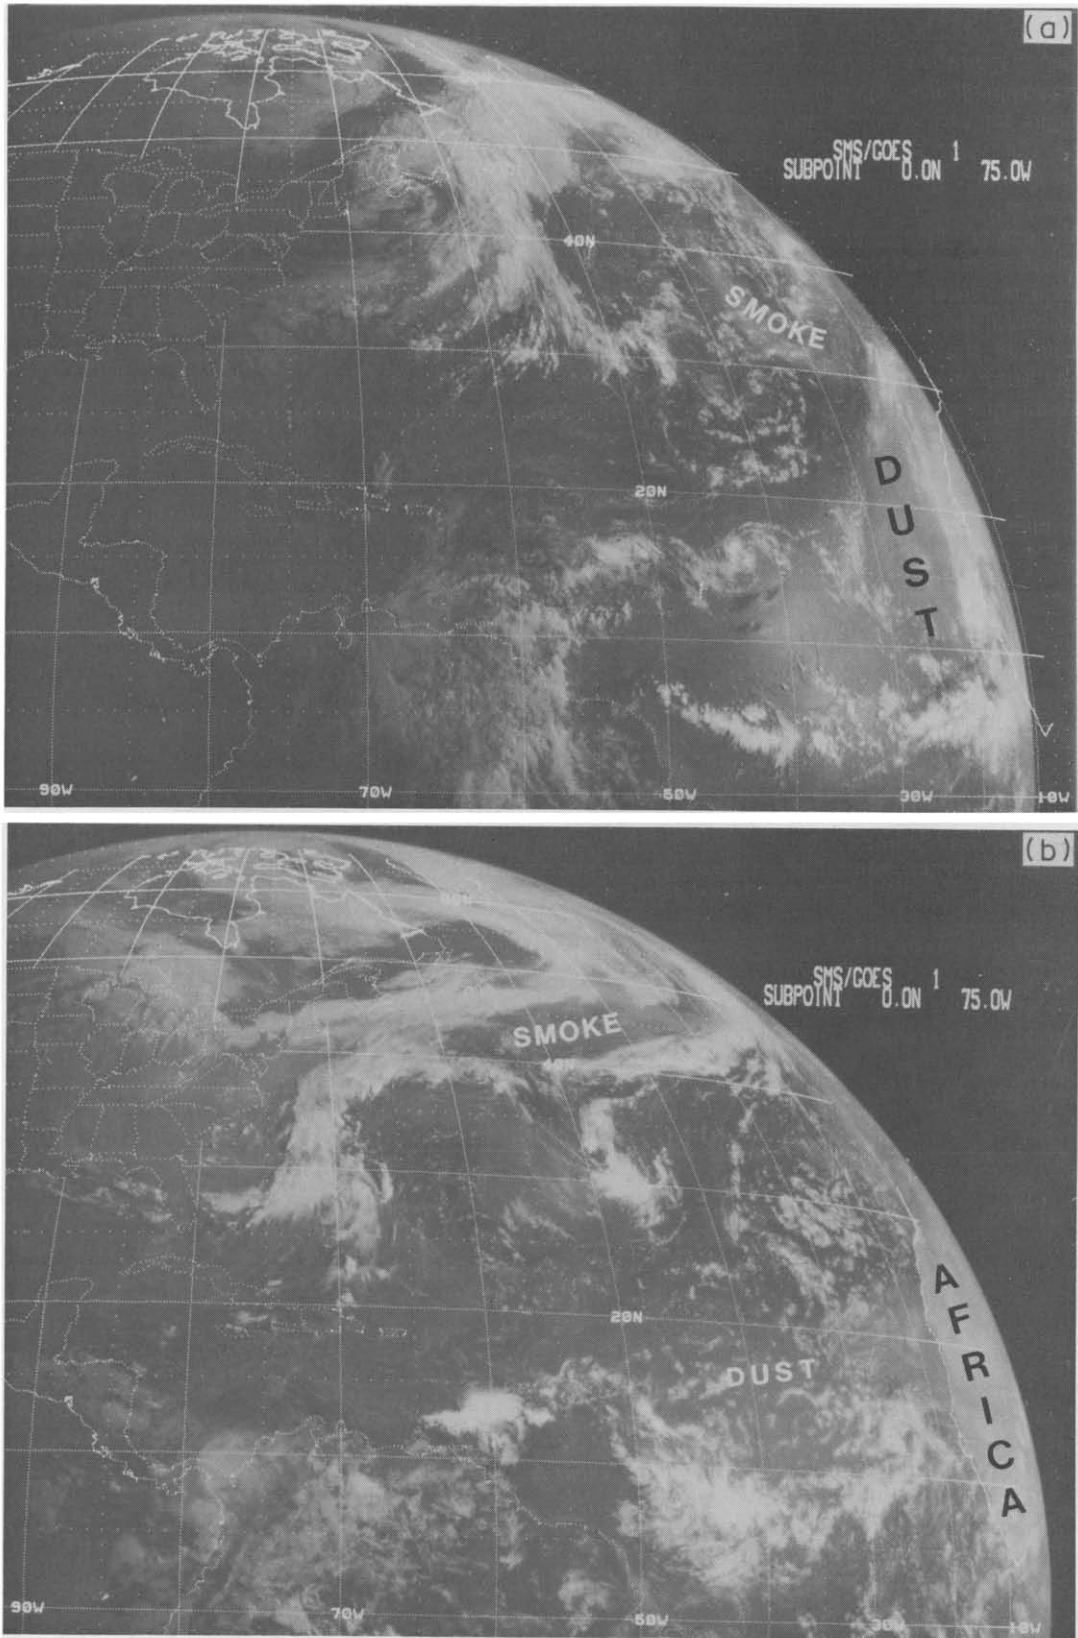 (a)
SMS/GOES 1
SUBPOINT 0.0N 75.0W
40N
SMOKE
DUST
20N
90W 70W 50W 30W 10W
(b)
SMS/GOES 1
SUBPOINT 0.0N 75.0W
SMOKE
AFRICA
20N
DUST
90W 70W 50W 30W 10W